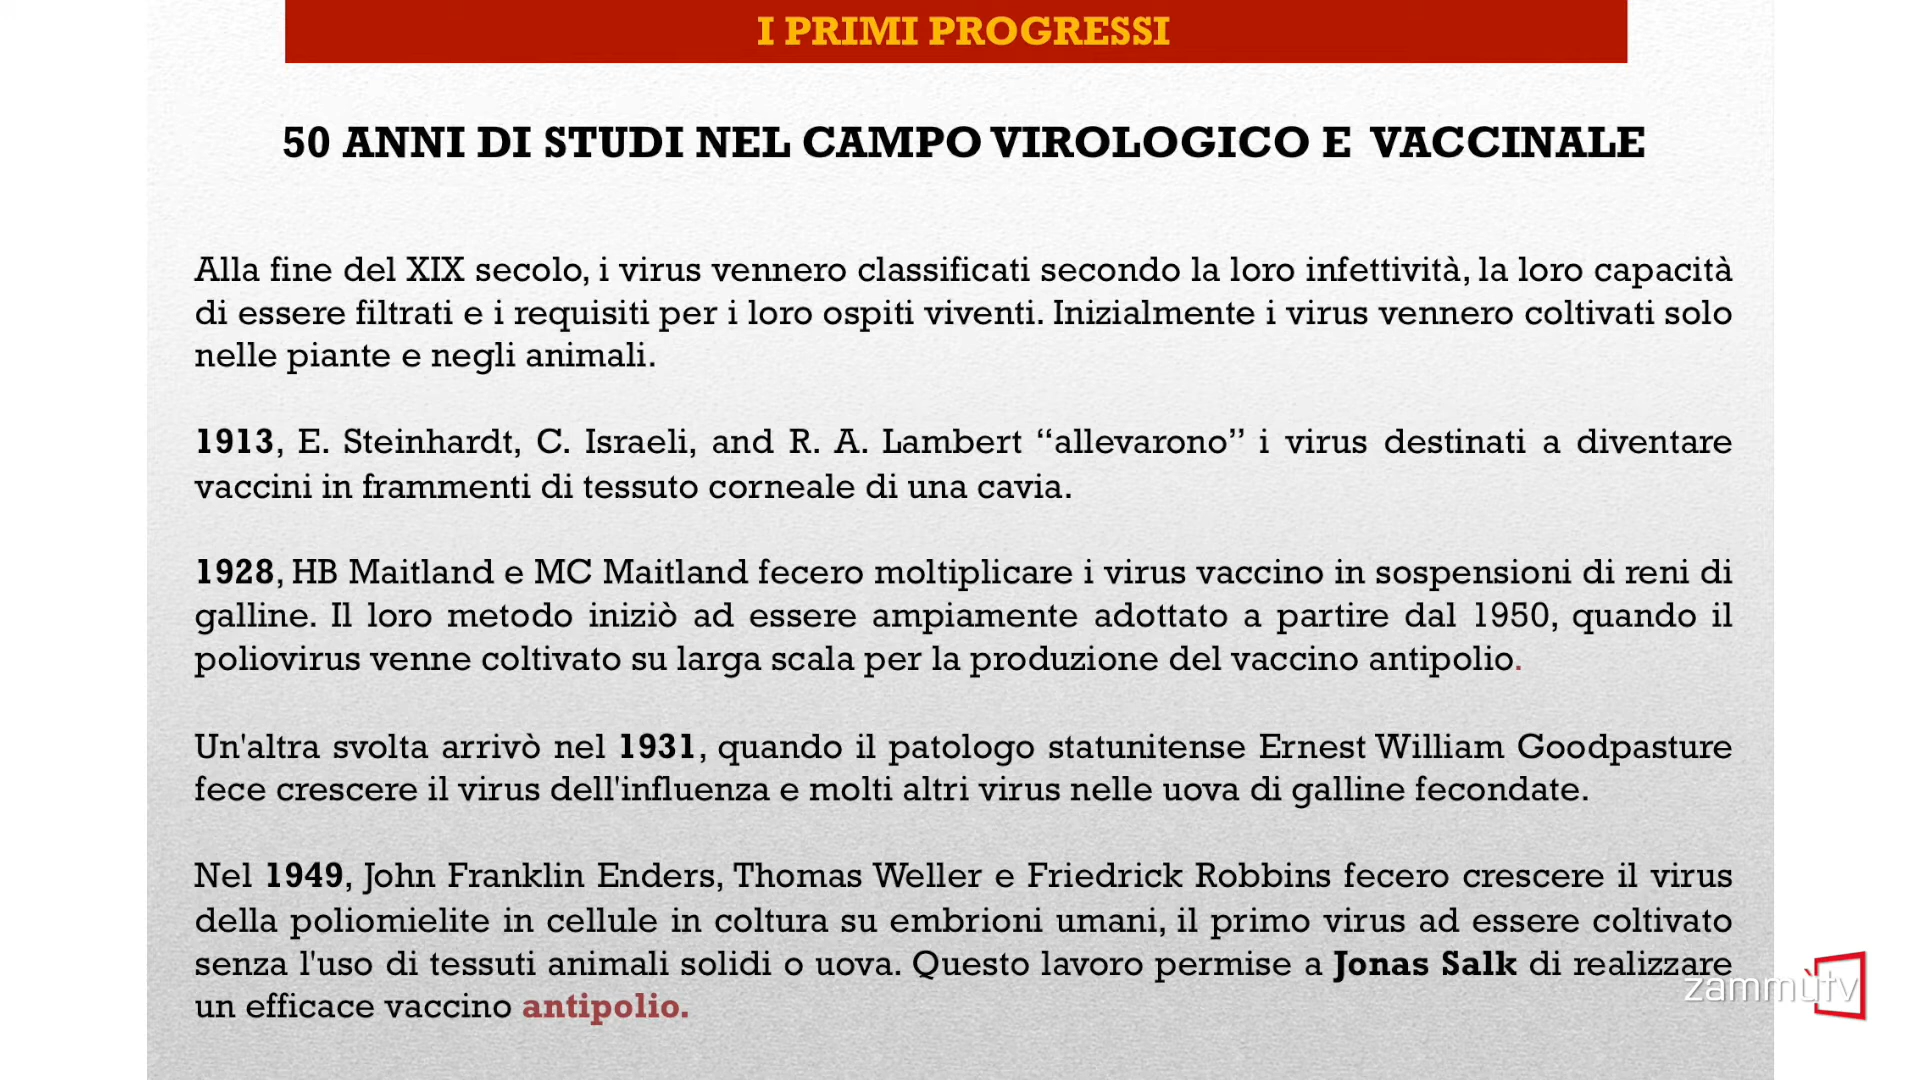 I PRIMI PROGRESSI
50 ANNI DI STUDI NEL CAMPO VIROLOGICO E VACCINALE
Alla fine del XIX secolo, i virus vennero classificati secondo la loro infettività, la loro capacità
di essere filtrati e i requisiti per i loro ospiti viventi. Inizialmente i virus vennero coltivati solo
nelle piante e negli animali.
1913, E. Steinhardt, C. Israeli, and R. A. Lambert “allevarono” i virus destinati a diventare
vaccini in frammenti di tessuto corneale di una cavia.
1928, HB Maitland e MC Maitland fecero moltiplicare i virus vaccino in sospensioni di reni di
galline. Il loro metodo iniziò ad essere ampiamente adottato a partire dal 1950, quando il
poliovirus venne coltivato su larga scala per la produzione del vaccino antipolio.
Un'altra svolta arrivò nel 1931, quando il patologo statunitense Ernest William Goodpasture
fece crescere il virus dell'influenza e molti altri virus nelle uova di galline fecondate.
Nel 1949, John Franklin Enders, Thomas Weller e Friedrick Robbins fecero crescere il virus
della poliomielite in cellule in coltura su embrioni umani, il primo virus ad essere coltivato
senza l'uso di tessuti animali solidi o uova. Questo lavoro permise a Jonas Salk di realizzare
un efficace vaccino antipolio.
zammùtv